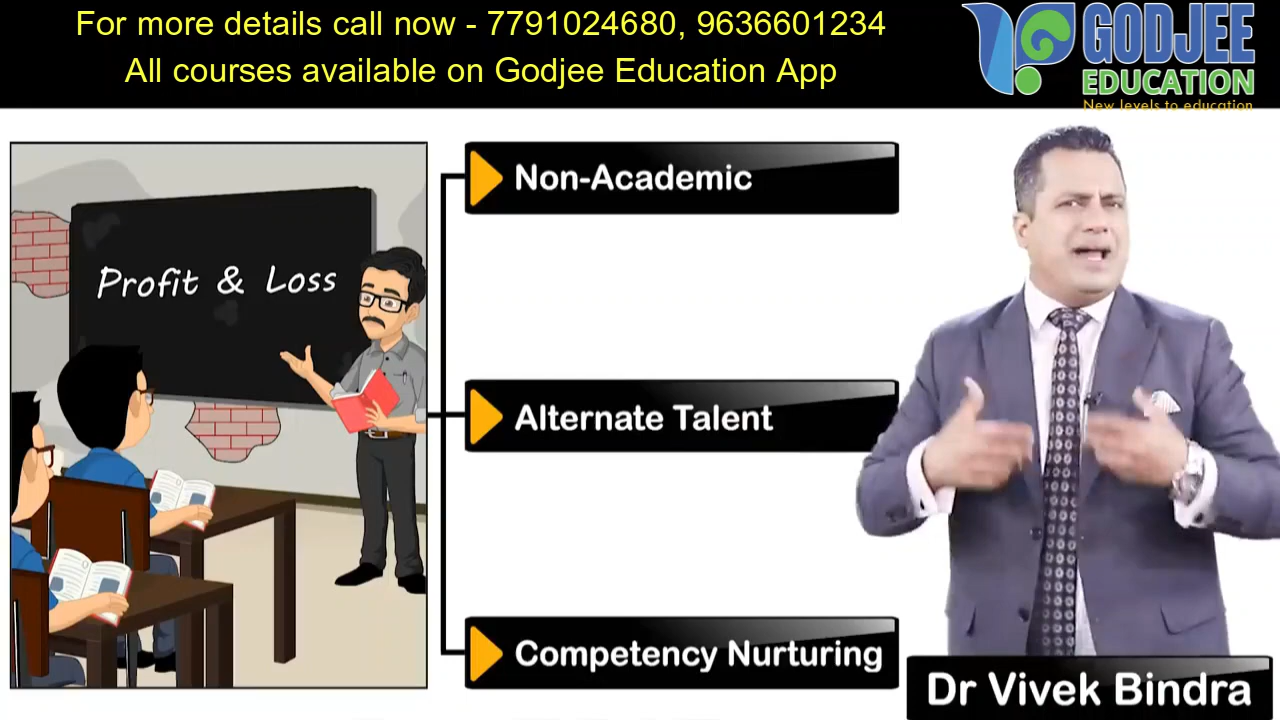 For more details call now - 7791024680, 9636601234
All courses available on Godjee Education App
GODJEE
EDUCATION
New levels to education
Profit & Loss
Non-Academic
Alternate Talent
Competency Nurturing
Dr Vivek Bindra